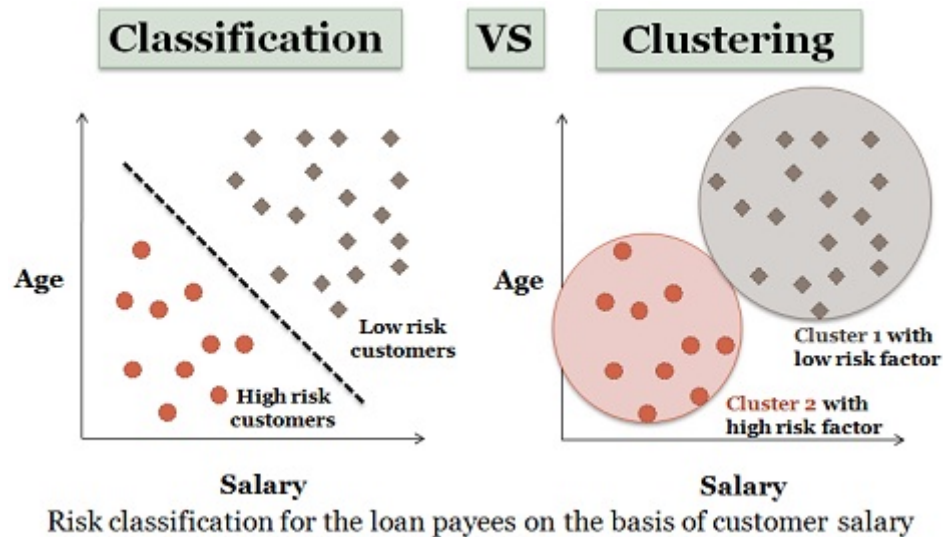 Classification
VS
Clustering
Age
Low risk
customers
High risk
customers
Salary
Age
Cluster 1 with
low risk factor
Cluster 2 with
high risk factor
Salary
Risk classification for the loan payees on the basis of customer salary